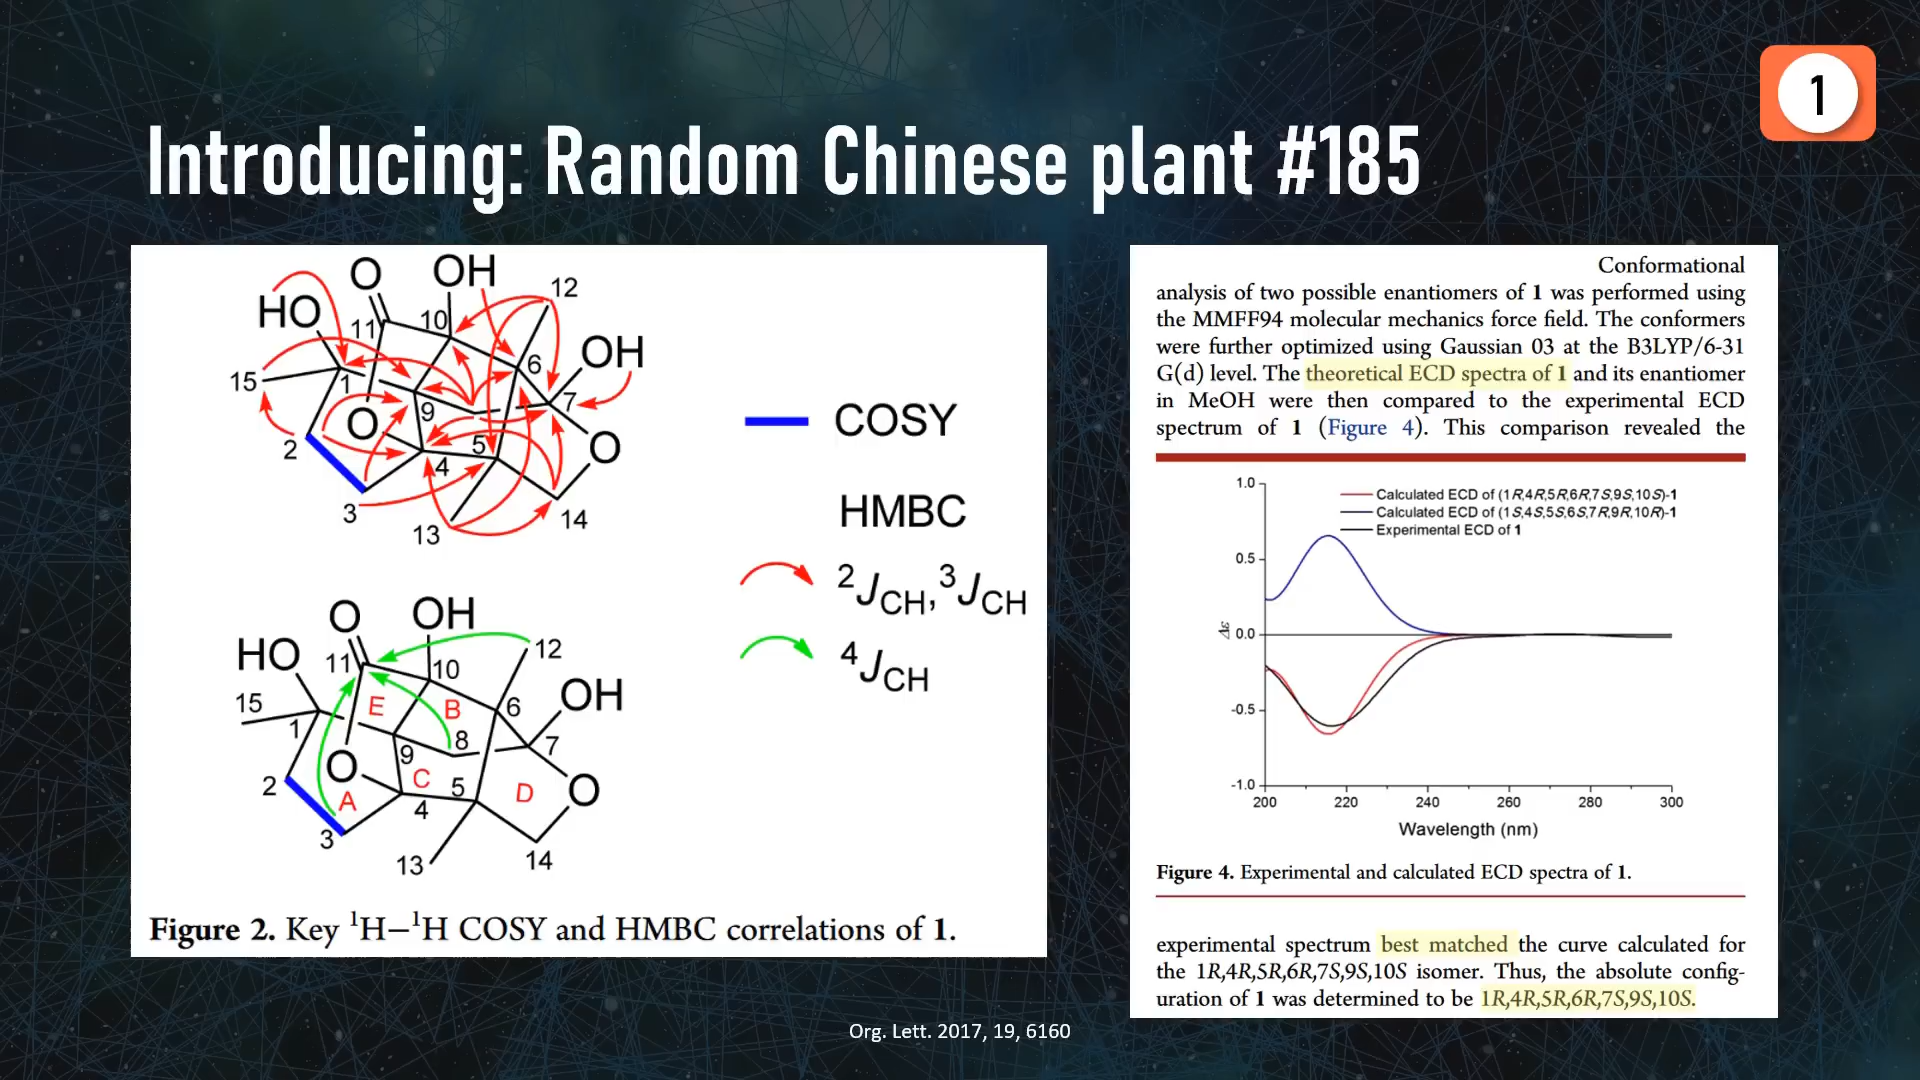 1
Introducing: Random Chinese plant #185
O
OH
12
HO
11
10
OH
6
15
1
7
9
O
O
2
5
4
3
13
14
COSY
HMBC
²J_CH, ³J_CH
⁴J_CH
O
OH
12
HO
11
10
OH
15
E
B
6
1
8
7
9
O
C
5
D
O
2
A
4
3
13
14
Figure 2. Key ¹H−¹H COSY and HMBC correlations of 1.
Conformational
analysis of two possible enantiomers of 1 was performed using
the MMFF94 molecular mechanics force field. The conformers
were further optimized using Gaussian 03 at the B3LYP/6-31
G(d) level. The theoretical ECD spectra of 1 and its enantiomer
in MeOH were then compared to the experimental ECD
spectrum of 1 (Figure 4). This comparison revealed the
1.0
Calculated ECD of (1R,4R,5R,6R,7S,9S,10S)-1
Calculated ECD of (1S,4S,5S,6S,7R,9R,10R)-1
Experimental ECD of 1
0.5
Δε
0.0
-0.5
-1.0
200 220 240 260 280 300
Wavelength (nm)
Figure 4. Experimental and calculated ECD spectra of 1.
experimental spectrum best matched the curve calculated for
the 1R,4R,5R,6R,7S,9S,10S isomer. Thus, the absolute config-
uration of 1 was determined to be 1R,4R,5R,6R,7S,9S,10S.
Org. Lett. 2017, 19, 6160